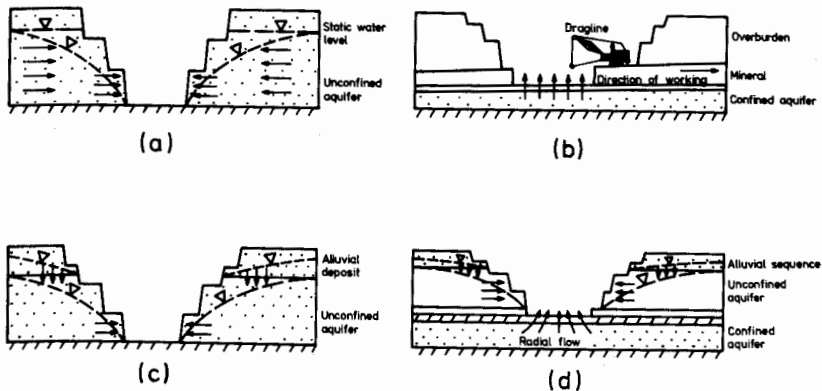 Static water
level
Unconfined
aquifer
(a)
Dragline
Overburden
Direction of working
Mineral
Confined aquifer
(b)
Alluvial
deposit
Unconfined
aquifer
(c)
Alluvial sequence
Unconfined
aquifer
Confined
aquifer
Radial flow
(d)